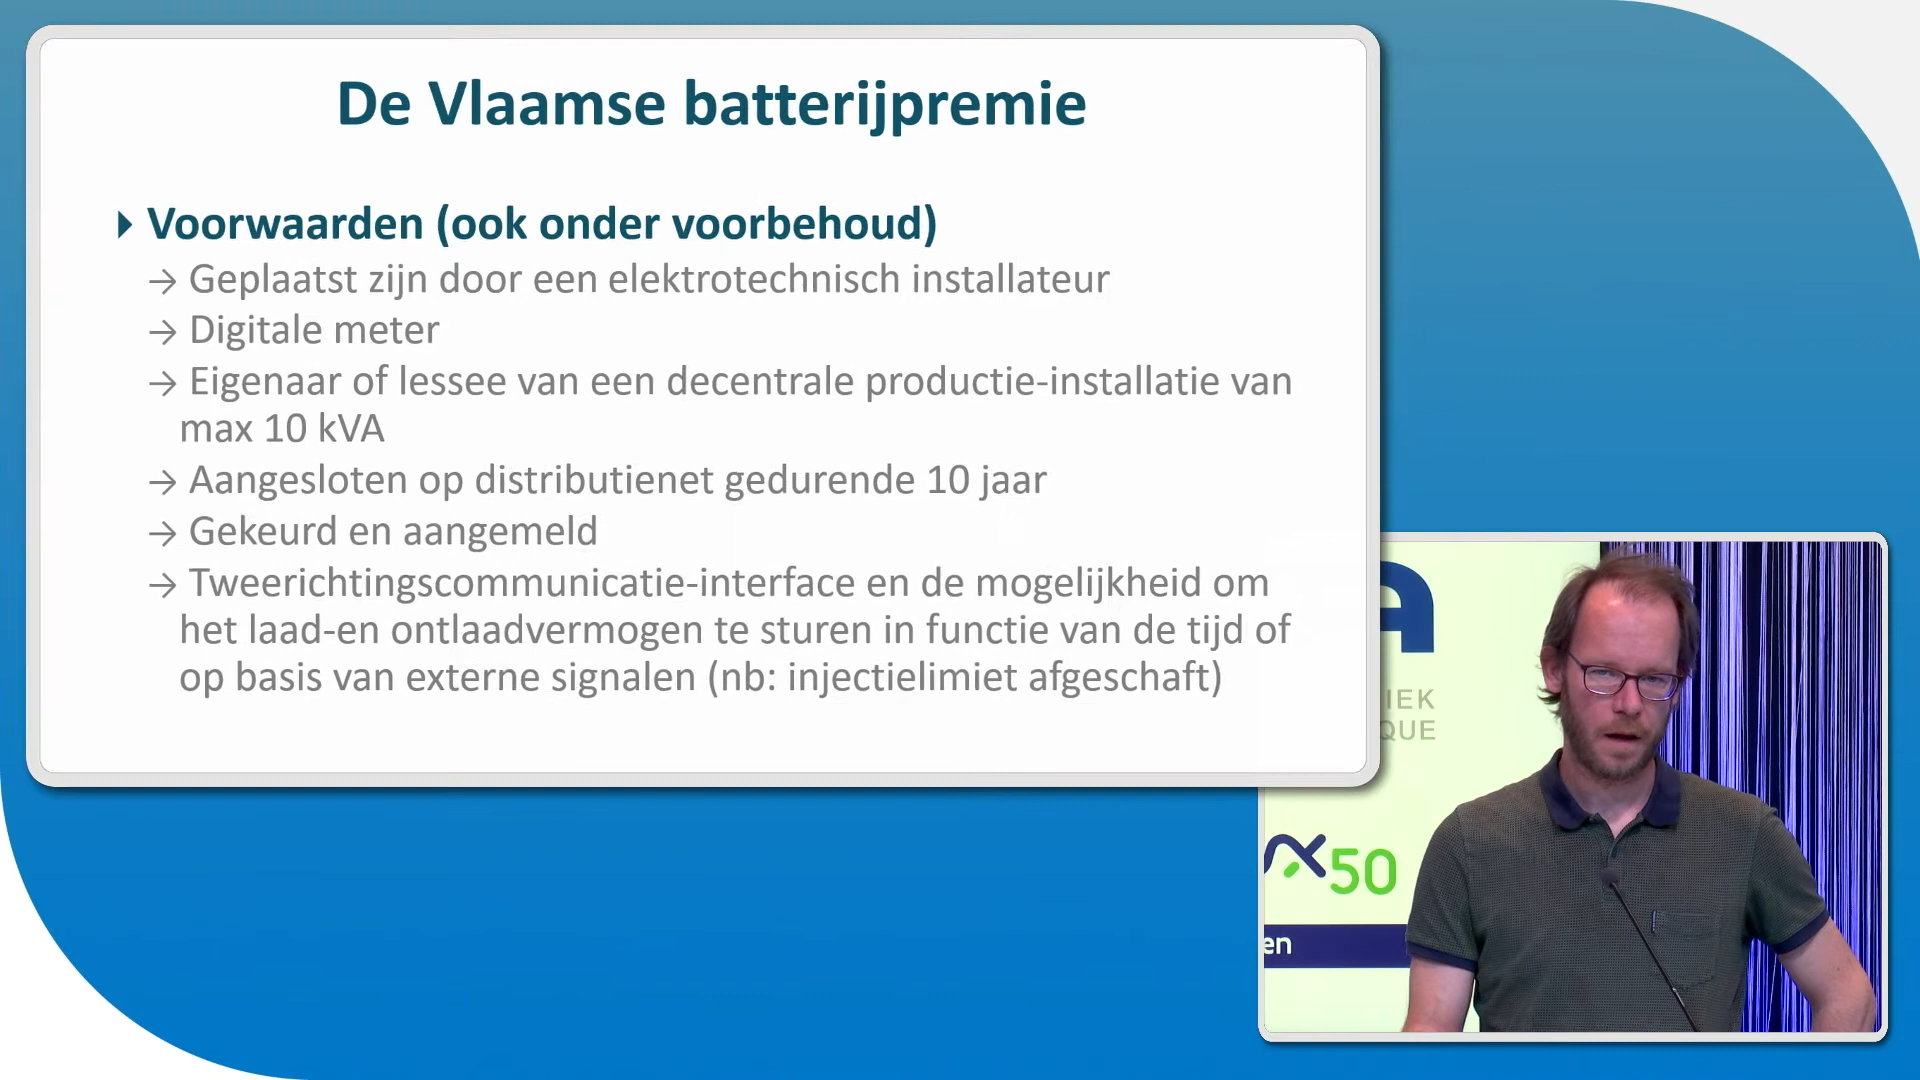 De Vlaamse batterijpremie
Voorwaarden (ook onder voorbehoud)
→ Geplaatst zijn door een elektrotechnisch installateur
→ Digitale meter
→ Eigenaar of lessee van een decentrale productie-installatie van
max 10 kVA
→ Aangesloten op distributienet gedurende 10 jaar
→ Gekeurd en aangemeld
→ Tweerichtingscommunicatie-interface en de mogelijkheid om
het laad-en ontlaadvermogen te sturen in functie van de tijd of
op basis van externe signalen (nb: injectielimiet afgeschaft)
A
IEK
QUE
50
en